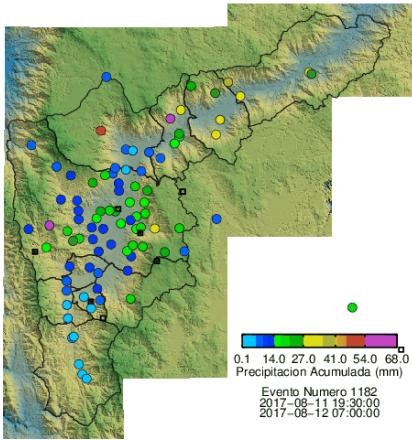 0.1 14.0 27.0 41.0 54.0 68.0
Precipitacion Acumulada (mm)
Evento Numero 1182
2017-08-11 19:30:00
2017-08-12 07:00:00